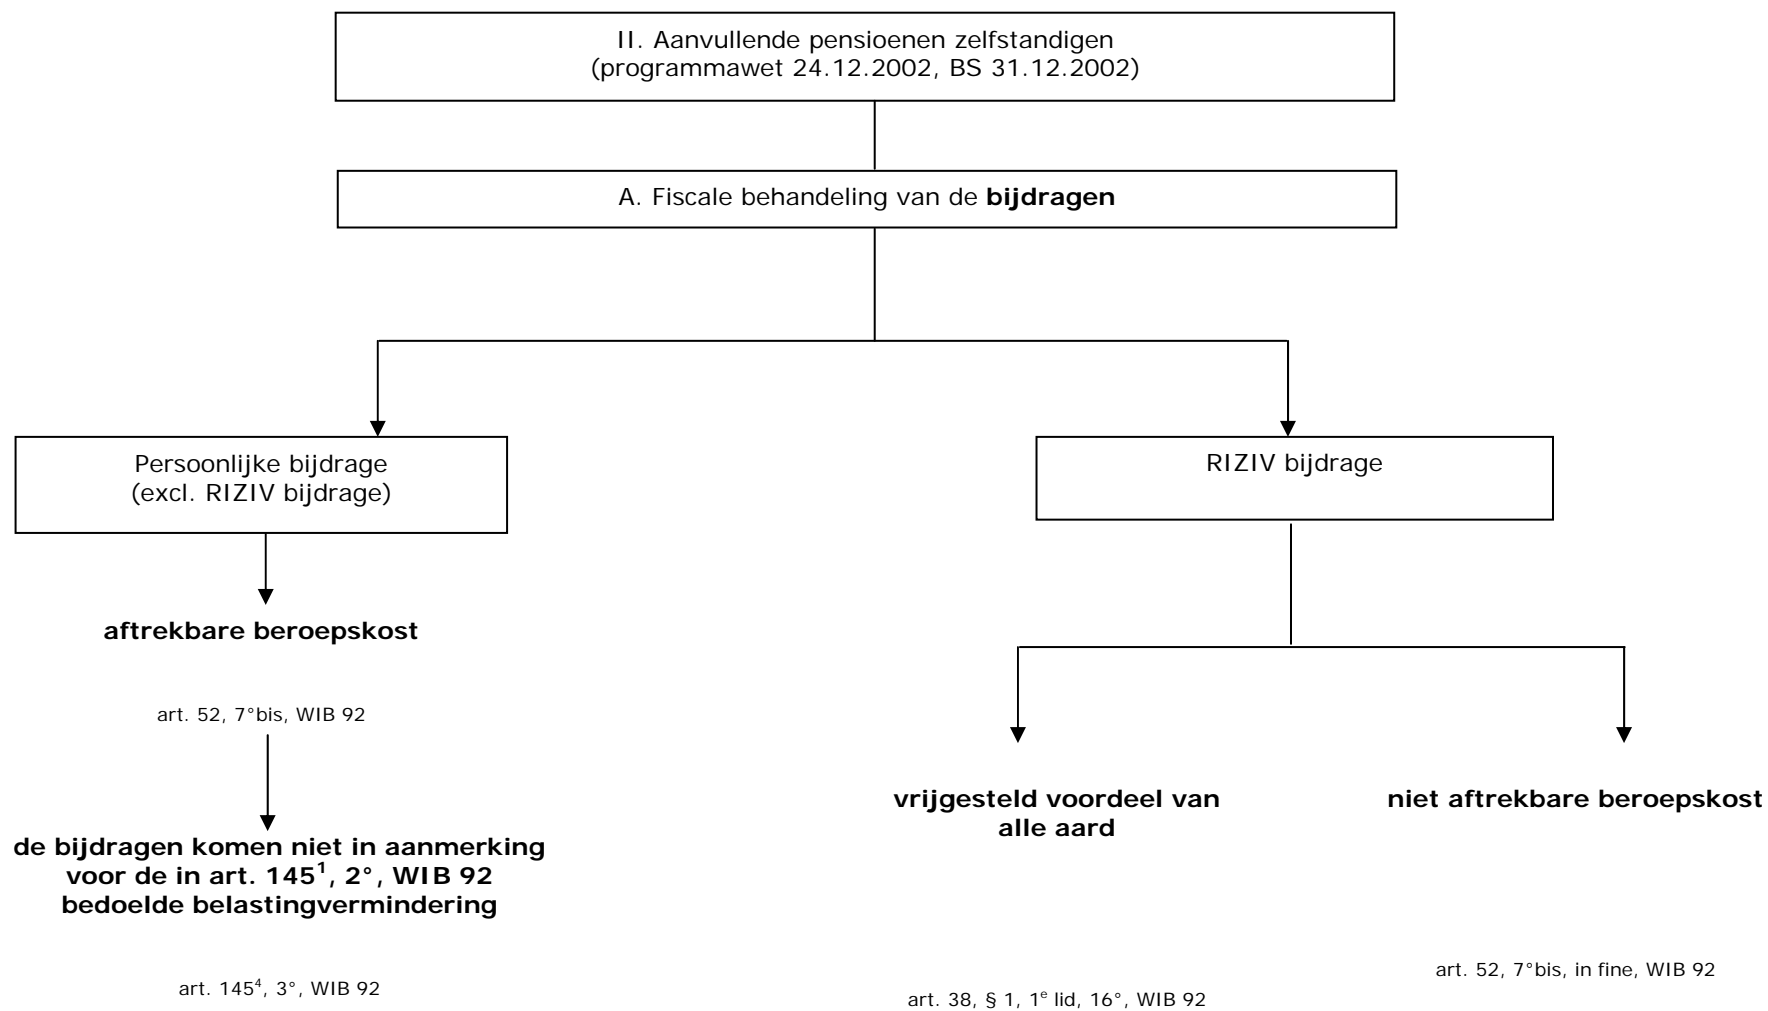 II. Aanvullende pensioenen zelfstandigen
(programmawet 24.12.2002, BS 31.12.2002)
A. Fiscale behandeling van de bijdragen
Persoonlijke bijdrage
(excl. RIZIV bijdrage)
RIZIV bijdrage
aftrekbare beroepskost
art. 52, 7°bis, WIB 92
de bijdragen komen niet in aanmerking
voor de in art. 145¹, 2°, WIB 92
bedoelde belastingvermindering
art. 145⁴, 3°, WIB 92
vrijgesteld voordeel van
alle aard
art. 38, § 1, 1ᵉ lid, 16°, WIB 92
niet aftrekbare beroepskost
art. 52, 7°bis, in fine, WIB 92